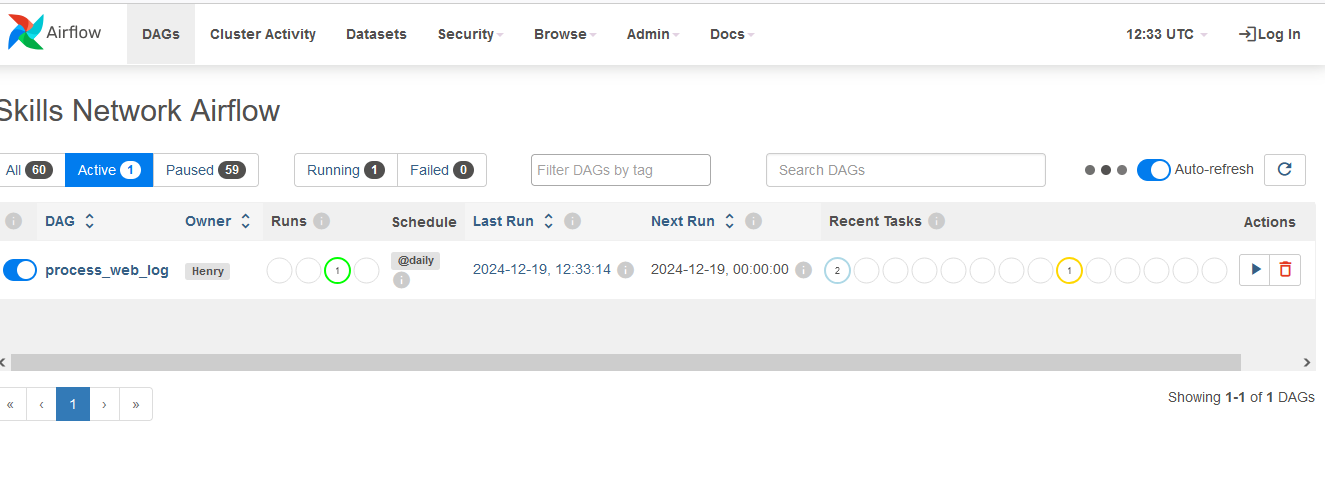 Airflow DAGs Cluster Activity Datasets Security Browse Admin Docs 12:33 UTC Log In
Skills Network Airflow
All 60 Active 1 Paused 59 Running 1 Failed 0 Filter DAGs by tag Search DAGs Auto-refresh
i DAG Owner Runs i Schedule Last Run i Next Run i Recent Tasks i Actions
process_web_log Henry 1 @daily i 2024-12-19, 12:33:14 i 2024-12-19, 00:00:00 i 2 1
« ‹ 1 › »
Showing 1-1 of 1 DAGs